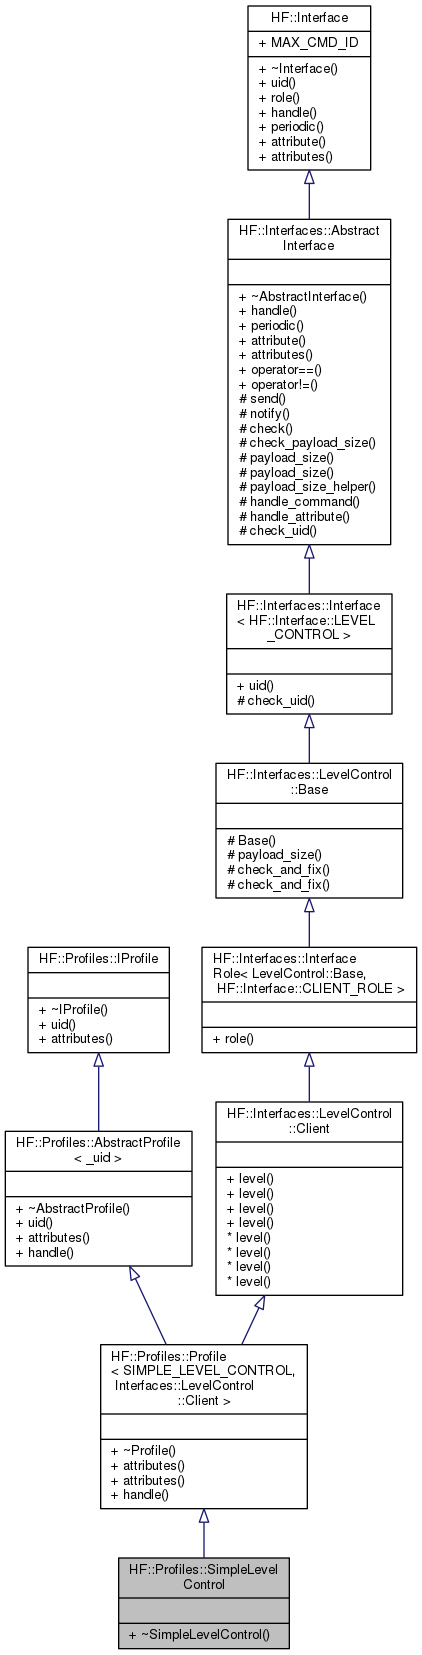 HF::Interface
+ MAX_CMD_ID
+ ~Interface()
+ uid()
+ role()
+ handle()
+ periodic()
+ attribute()
+ attributes()
HF::Interfaces::Abstract
Interface
+ ~AbstractInterface()
+ handle()
+ periodic()
+ attribute()
+ attributes()
+ operator==()
+ operator!=()
# send()
# notify()
# check()
# check_payload_size()
# payload_size()
# payload_size()
# payload_size_helper()
# handle_command()
# handle_attribute()
# check_uid()
HF::Interfaces::Interface
< HF::Interface::LEVEL
_CONTROL >
+ uid()
# check_uid()
HF::Interfaces::LevelControl
::Base
# Base()
# payload_size()
# check_and_fix()
# check_and_fix()
HF::Profiles::IProfile
+ ~IProfile()
+ uid()
+ attributes()
HF::Interfaces::Interface
Role< LevelControl::Base,
HF::Interface::CLIENT_ROLE >
+ role()
HF::Profiles::AbstractProfile
< _uid >
+ ~AbstractProfile()
+ uid()
+ attributes()
+ handle()
HF::Interfaces::LevelControl
::Client
+ level()
+ level()
+ level()
+ level()
* level()
* level()
* level()
* level()
HF::Profiles::Profile
< SIMPLE_LEVEL_CONTROL,
Interfaces::LevelControl
::Client >
+ ~Profile()
+ attributes()
+ attributes()
+ handle()
HF::Profiles::SimpleLevel
Control
+ ~SimpleLevelControl()